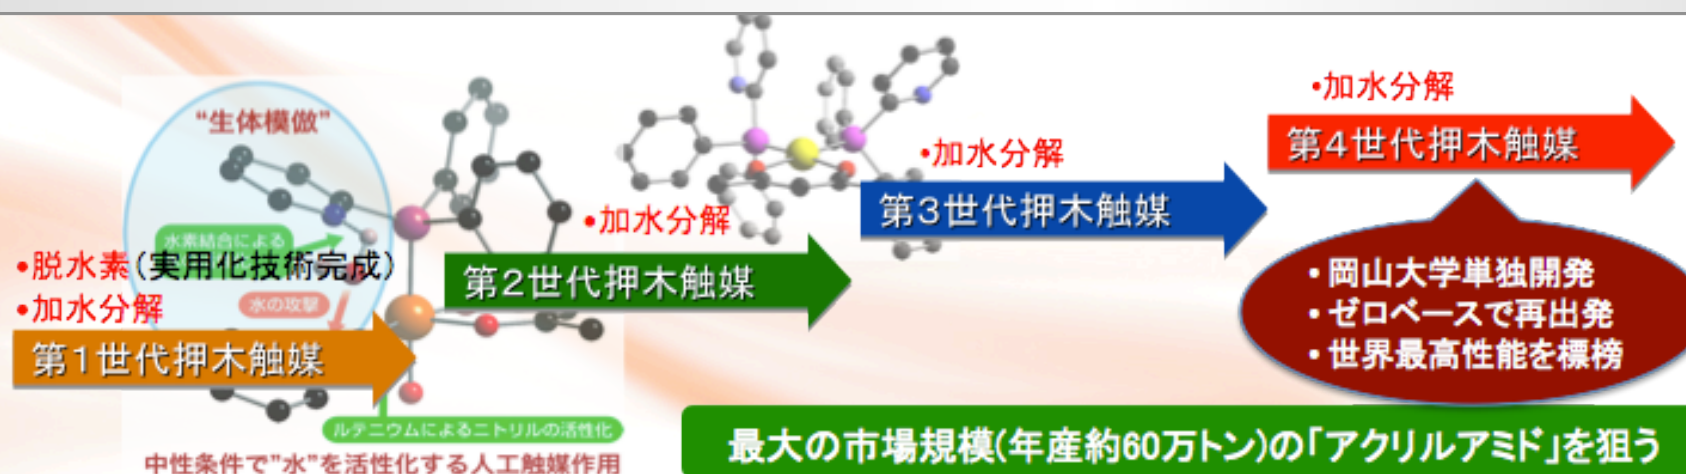 “生体模倣”
水素結合による
•脱水素(実用化技術完成)
•加水分解
水の攻撃
第1世代押木触媒
ルテニウムによるニトリルの活性化
中性条件で”水”を活性化する人工触媒作用
•加水分解
第2世代押木触媒
•加水分解
第3世代押木触媒
•加水分解
第4世代押木触媒
• 岡山大学単独開発
• ゼロベースで再出発
• 世界最高性能を標榜
最大の市場規模(年産約60万トン)の「アクリルアミド」を狙う